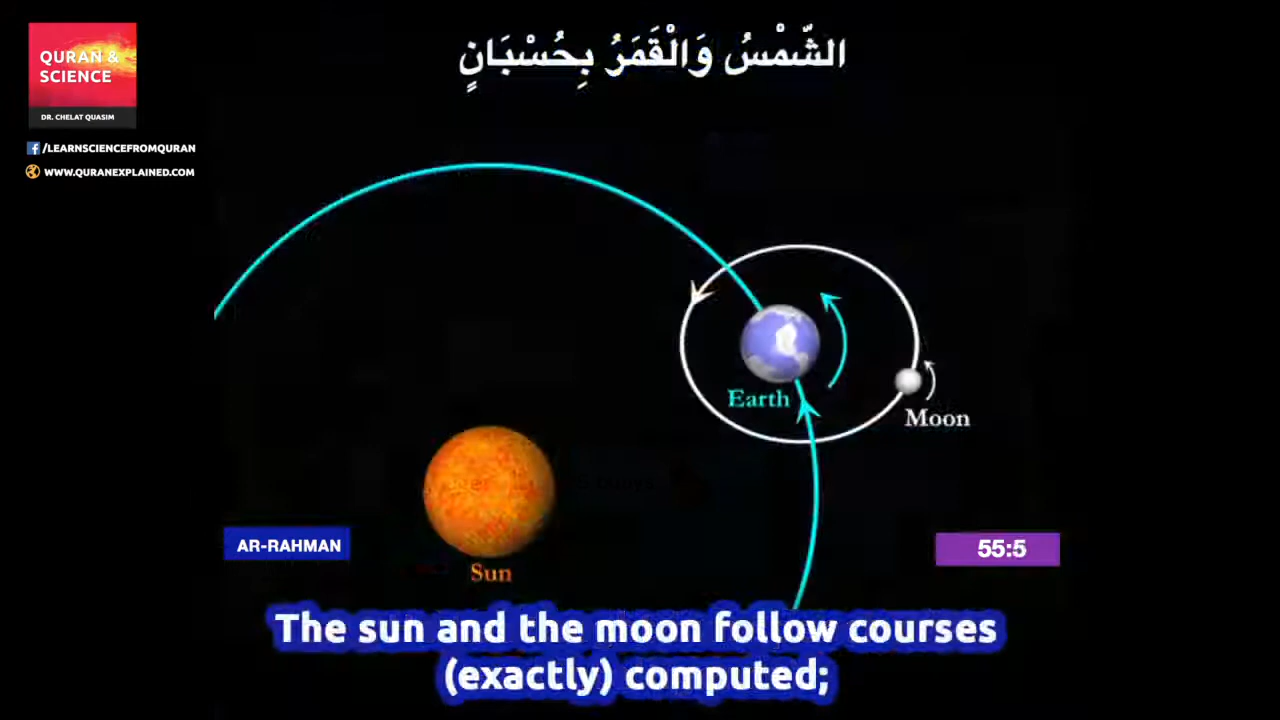 الشَّمْسُ وَالْقَمَرُ بِحُسْبَانٍ
QURAN &
SCIENCE
DR. CHELAT QUASIM
/LEARNSCIENCEFROMQURAN
WWW.QURANEXPLAINED.COM
Earth
Moon
Sun
AR-RAHMAN
55:5
The sun and the moon follow courses
(exactly) computed;